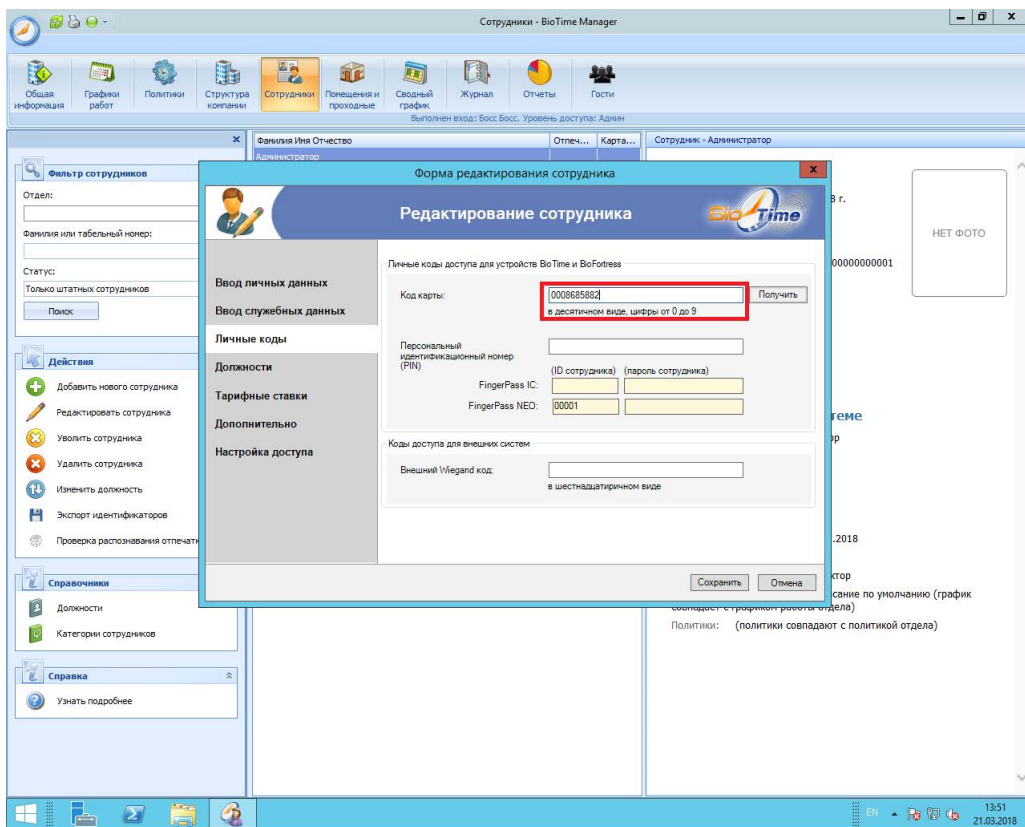 Сотрудники - BioTime Manager
Общая информация
Графики работ
Политики
Структура компании
Сотрудники
Помещения и проходные
Сводный график
Журнал
Отчеты
Гости
Выполнен вход: Босс Босс. Уровень доступа: Админ
Фамилия Имя Отчество Отпеч... Карта...
Администратор
Сотрудник - Администратор
Фильтр сотрудников
Отдел:
Фамилия или табельный номер:
Статус:
Только штатных сотрудников
Поиск
Действия
Добавить нового сотрудника
Редактировать сотрудника
Уволить сотрудника
Удалить сотрудника
Изменить должность
Экспорт идентификаторов
Проверка распознавания отпечатк
Справочники
Должности
Категории сотрудников
Справка
Узнать подробнее
Форма редактирования сотрудника
Редактирование сотрудника
BioTime
Ввод личных данных
Ввод служебных данных
Личные коды
Должности
Тарифные ставки
Дополнительно
Настройка доступа
Личные коды доступа для устройств BioTime и BioFortress
Код карты: 0008685882 Получить
в десятичном виде, цифры от 0 до 9
Персональный
идентификационный номер
(PIN)
(ID сотрудника) (пароль сотрудника)
FingerPass IC:
FingerPass NEO: 00001
Коды доступа для внешних систем
Внешний Wiegand код:
в шестнадцатиричном виде
Сохранить Отмена
8 г.
НЕТ ФОТО
00000000001
теме
ор
.2018
ктор
сание по умолчанию (график
совпадает с графиком работы отдела)
Политики: (политики совпадают с политикой отдела)
EN
13:51
21.03.2018